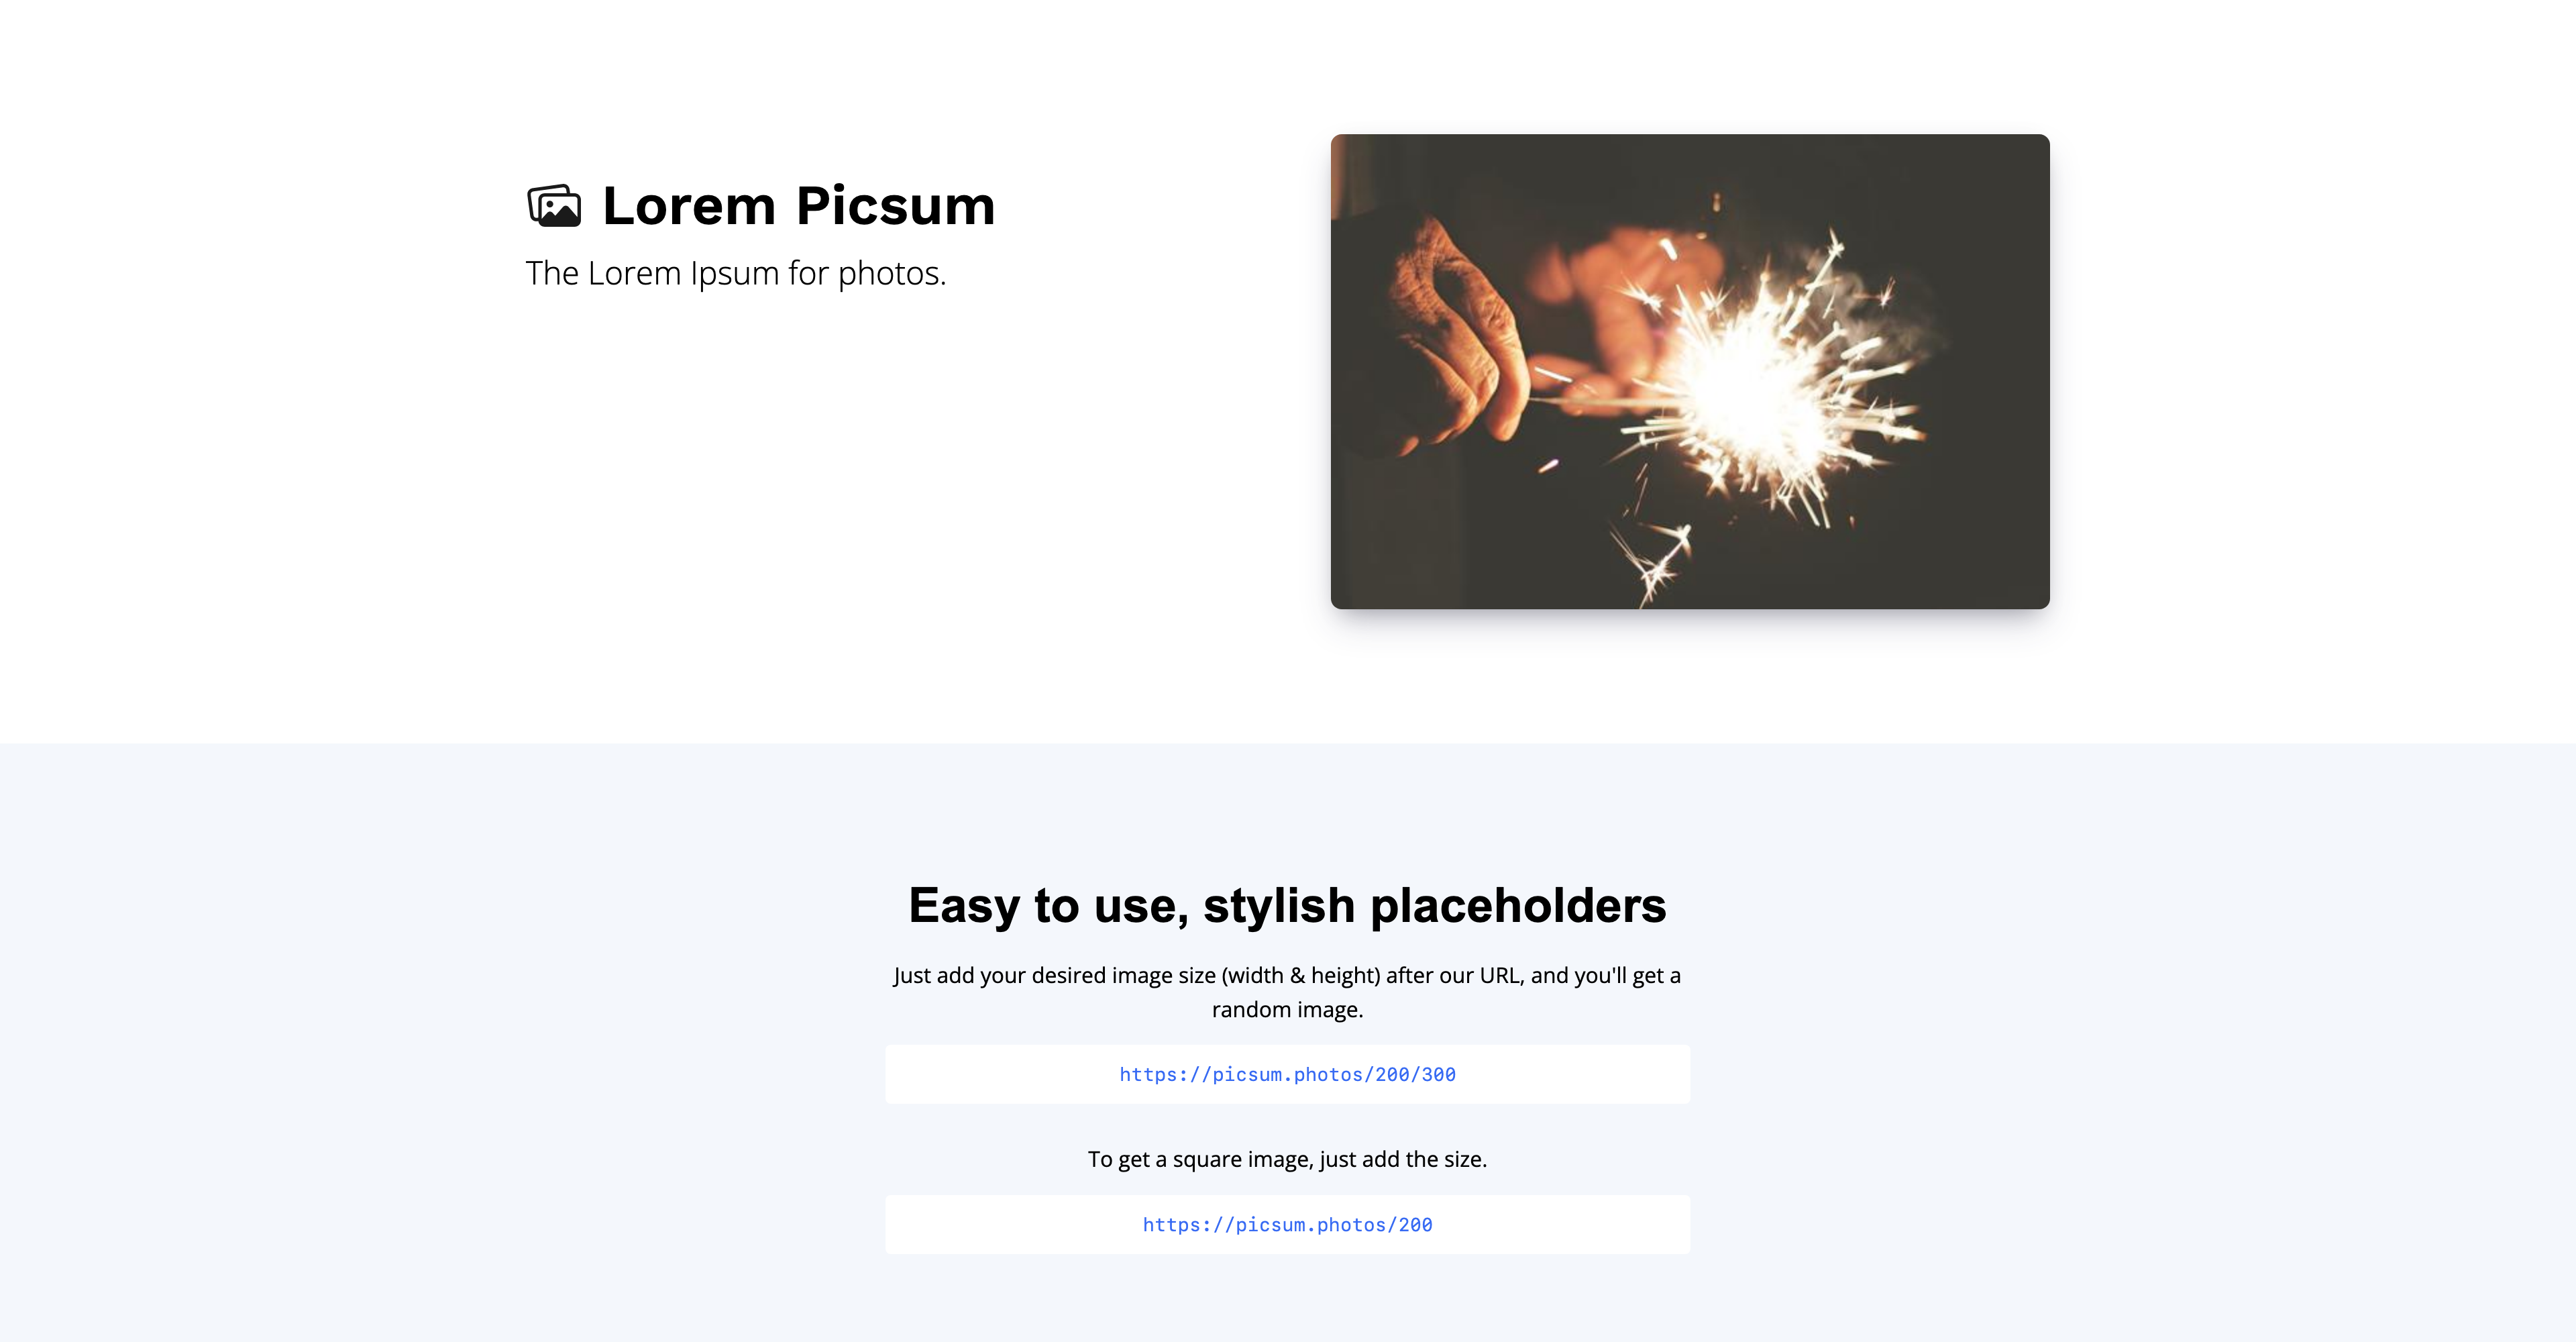 Lorem Picsum
The Lorem Ipsum for photos.
Easy to use, stylish placeholders
Just add your desired image size (width & height) after our URL, and you'll get a
random image.
https://picsum.photos/200/300
To get a square image, just add the size.
https://picsum.photos/200